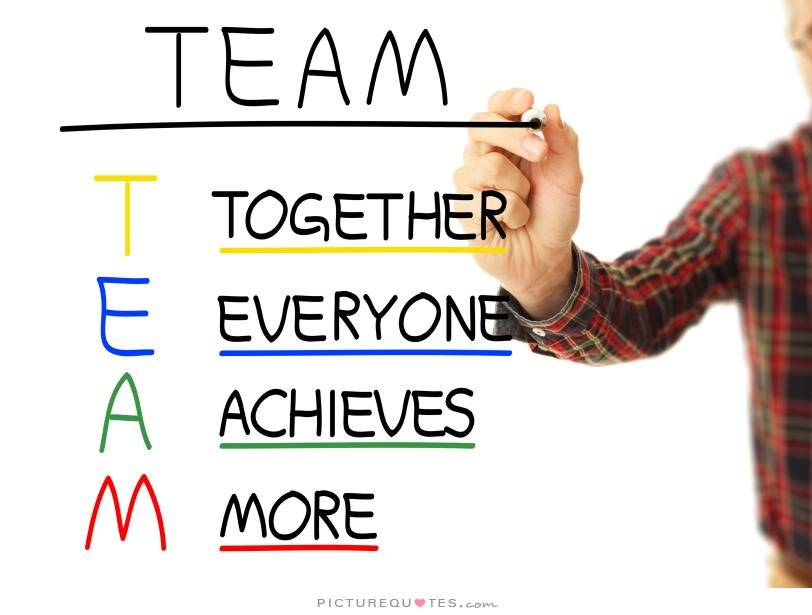 TEAM
T TOGETHER
E EVERYONE
A ACHIEVES
M MORE
PICTUREQUOTES.com